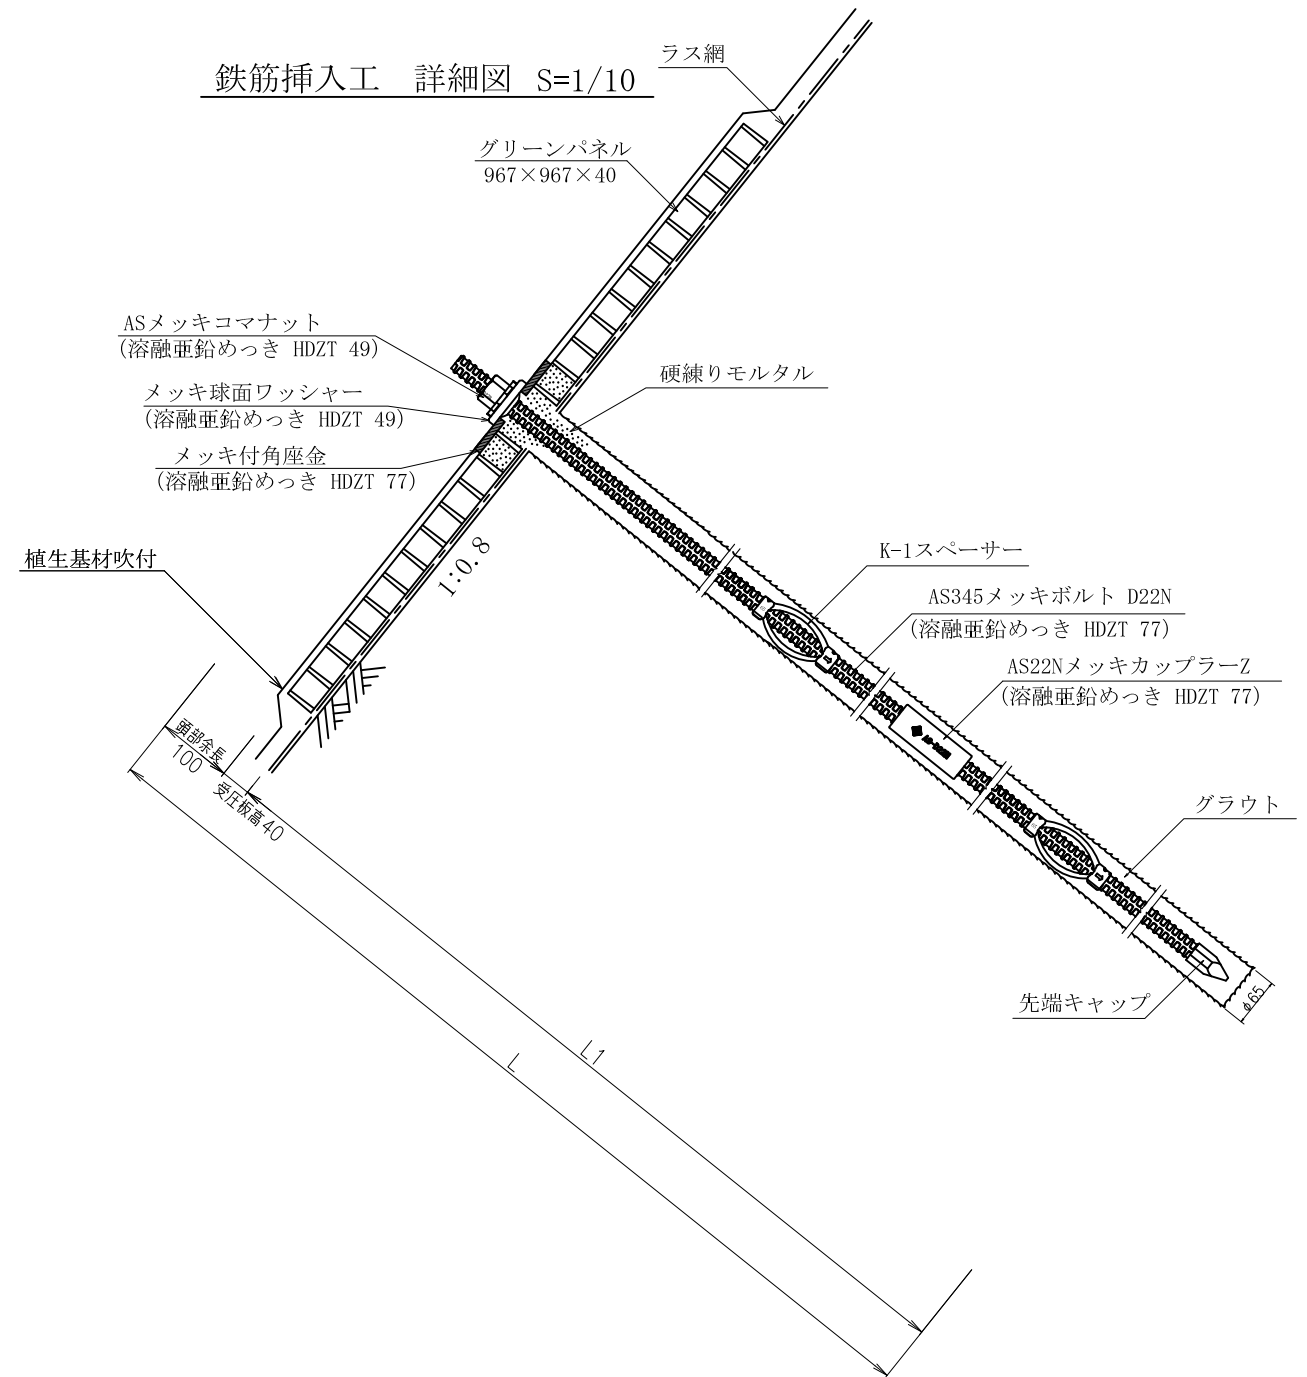 鉄筋挿入工　詳細図 S=1/10
ラス網
グリーンパネル
967×967×40
ASメッキコマナット
(溶融亜鉛めっき HDZT 49)
メッキ球面ワッシャー
(溶融亜鉛めっき HDZT 49)
メッキ付角座金
(溶融亜鉛めっき HDZT 77)
硬練りモルタル
植生基材吹付
1:0.8
K-1スペーサー
AS345メッキボルト D22N
(溶融亜鉛めっき HDZT 77)
AS22NメッキカップラーZ
(溶融亜鉛めっき HDZT 77)
頭部余長
100
受圧板高40
グラウト
先端キャップ
φ65
L1
L